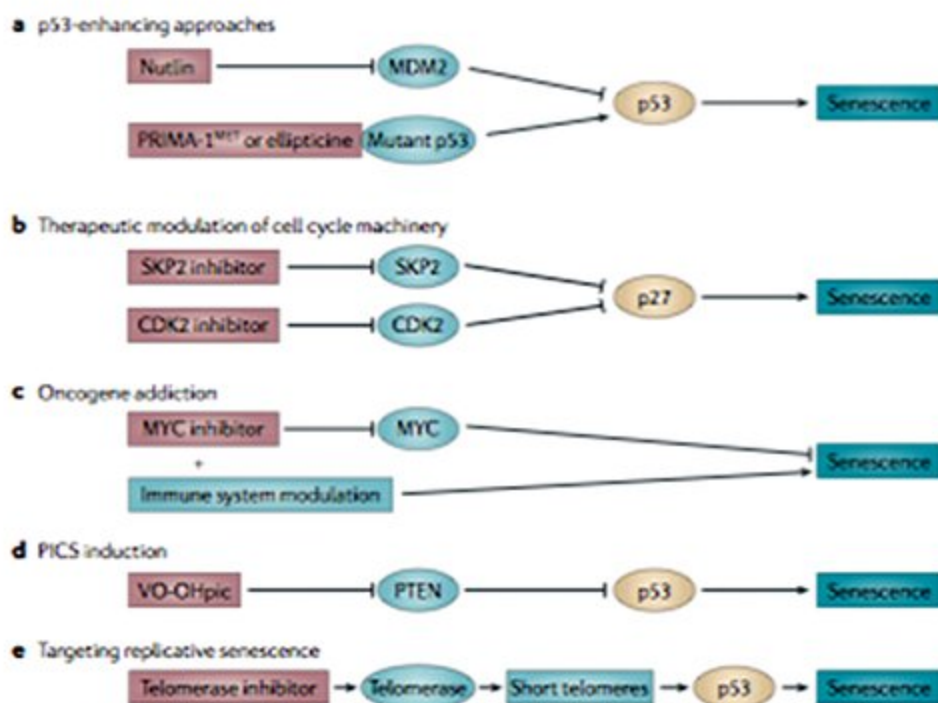 a p53-enhancing approaches
Nutlin MDM2
p53 Senescence
PRIMA-1ᴹᴱᵀ or ellipticine Mutant p53
b Therapeutic modulation of cell cycle machinery
SKP2 inhibitor SKP2
p27 Senescence
CDK2 inhibitor CDK2
c Oncogene addiction
MYC inhibitor MYC
+ Senescence
Immune system modulation
d PICS induction
VO-OHpic PTEN p53 Senescence
e Targeting replicative senescence
Telomerase inhibitor Telomerase Short telomeres p53 Senescence